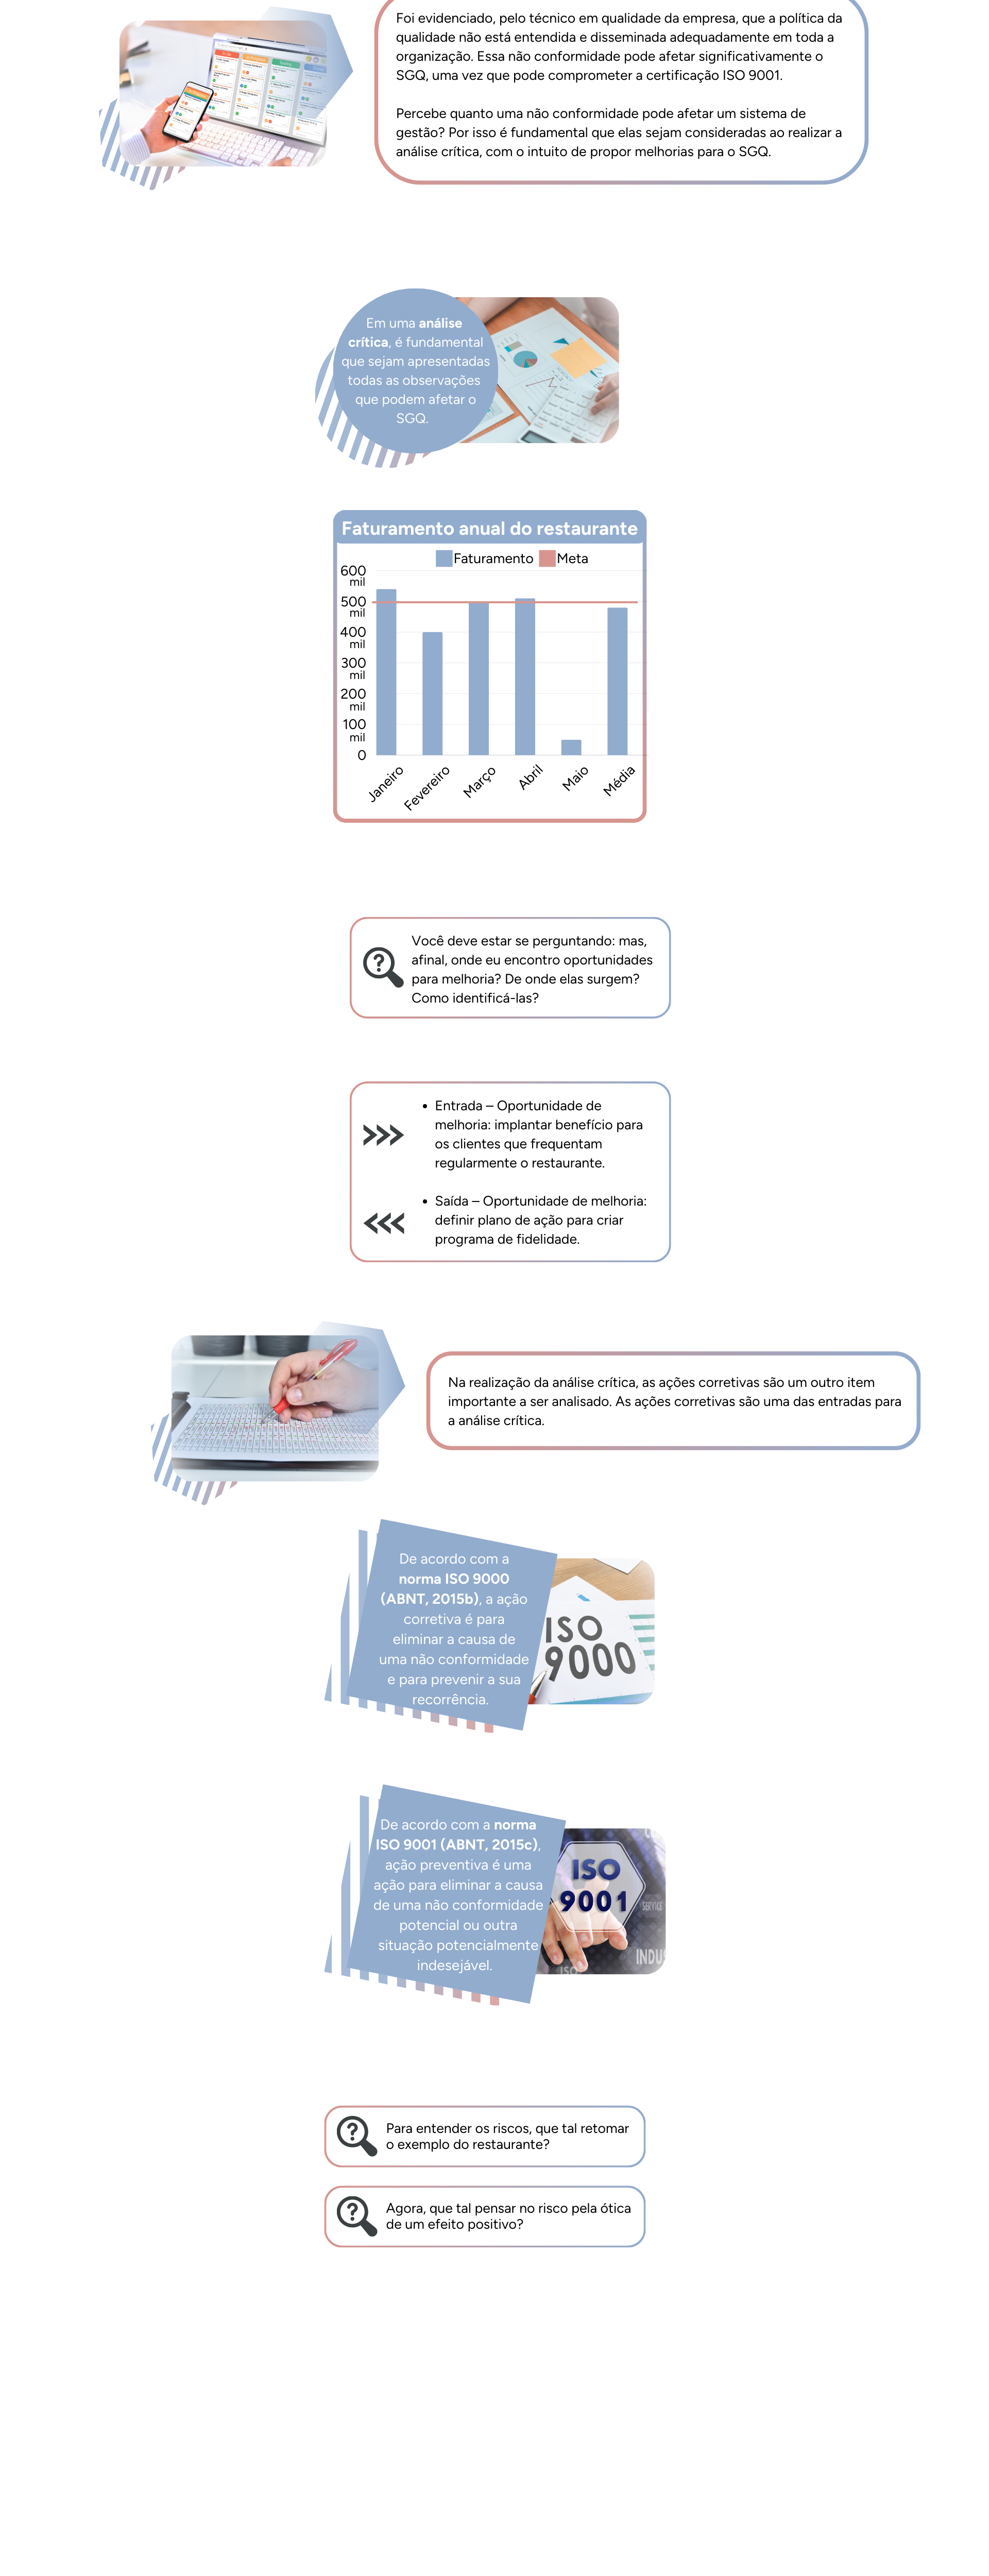 Foi evidenciado, pelo técnico em qualidade da empresa, que a política da
qualidade não está entendida e disseminada adequadamente em toda a
organização. Essa não conformidade pode afetar significativamente o
SGQ, uma vez que pode comprometer a certificação ISO 9001.
Percebe quanto uma não conformidade pode afetar um sistema de
gestão? Por isso é fundamental que elas sejam consideradas ao realizar a
análise crítica, com o intuito de propor melhorias para o SGQ.
Em uma análise
crítica, é fundamental
que sejam apresentadas
todas as observações
que podem afetar o
SGQ.
Faturamento anual do restaurante
Faturamento Meta
600
mil
500
mil
400
mil
300
mil
200
mil
100
mil
0
Janeiro
Fevereiro
Março
Abril
Maio
Média
Você deve estar se perguntando: mas,
afinal, onde eu encontro oportunidades
para melhoria? De onde elas surgem?
Como identificá-las?
• Entrada – Oportunidade de
melhoria: implantar benefício para
os clientes que frequentam
regularmente o restaurante.
• Saída – Oportunidade de melhoria:
definir plano de ação para criar
programa de fidelidade.
Na realização da análise crítica, as ações corretivas são um outro item
importante a ser analisado. As ações corretivas são uma das entradas para
a análise crítica.
De acordo com a
norma ISO 9000
(ABNT, 2015b), a ação
corretiva é para
eliminar a causa de
uma não conformidade
e para prevenir a sua
recorrência.
ISO
9000
De acordo com a norma
ISO 9001 (ABNT, 2015c),
ação preventiva é uma
ação para eliminar a causa
de uma não conformidade
potencial ou outra
situação potencialmente
indesejável.
ISO
9001
SERVICE
INDUS
ISO
Para entender os riscos, que tal retomar
o exemplo do restaurante?
Agora, que tal pensar no risco pela ótica
de um efeito positivo?